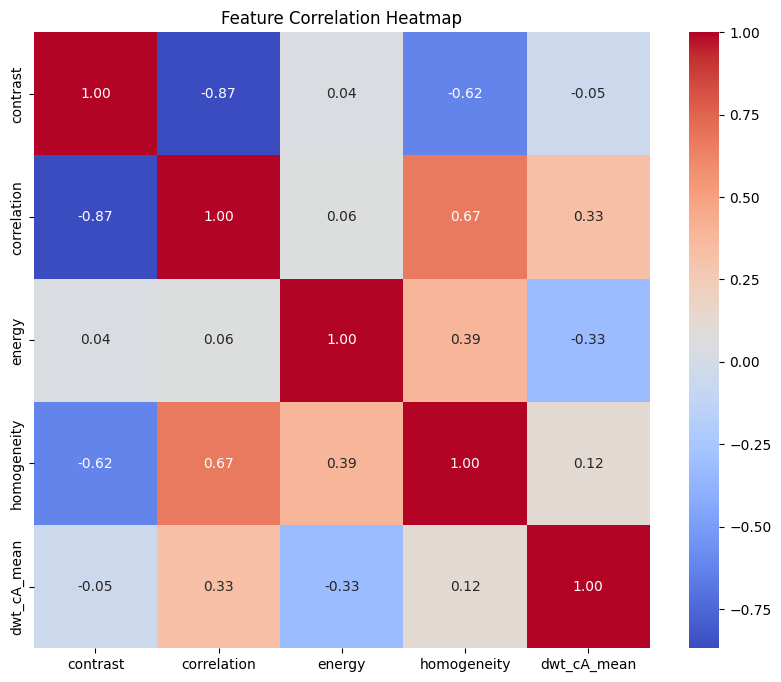 Feature Correlation Heatmap
contrast 1.00 -0.87 0.04 -0.62 -0.05
correlation -0.87 1.00 0.06 0.67 0.33
energy 0.04 0.06 1.00 0.39 -0.33
homogeneity -0.62 0.67 0.39 1.00 0.12
dwt_cA_mean -0.05 0.33 -0.33 0.12 1.00
contrast correlation energy homogeneity dwt_cA_mean
1.00
0.75
0.50
0.25
0.00
−0.25
−0.50
−0.75